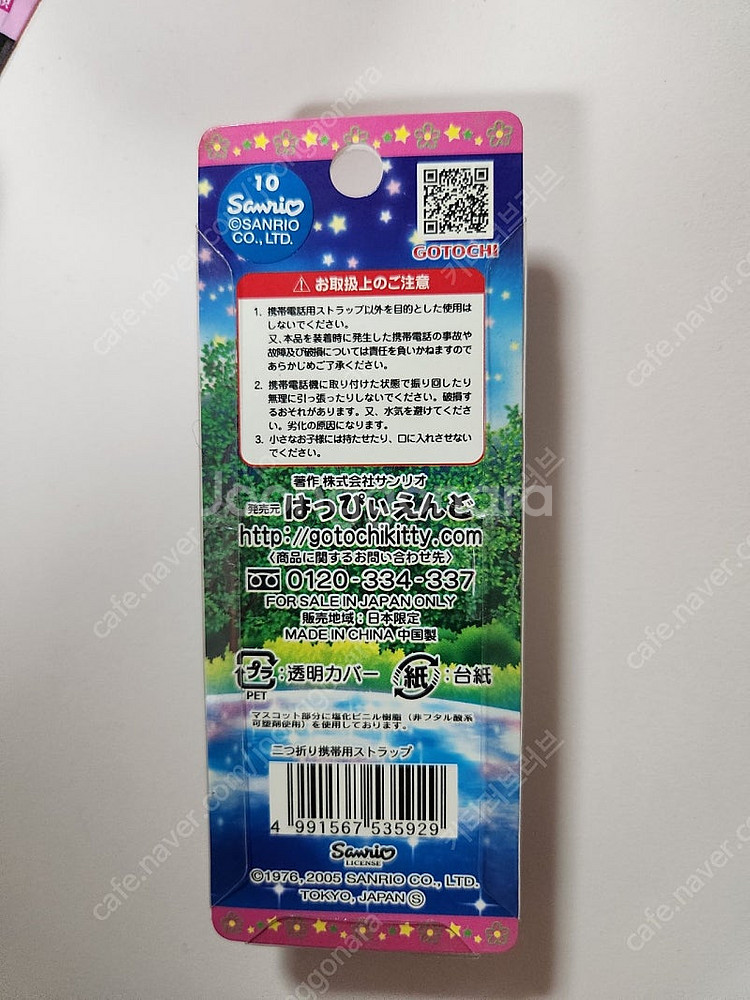 10
Sanrio
©SANRIO
CO., LTD.
GOTOCHI
⚠ お取扱上のご注意
1. 携帯電話用ストラップ以外を目的とした使用は
しないでください。
又、本品を装着時に発生した携帯電話の事故や
故障及び破損については責任を負いかねますので
あらかじめご了承ください。
2. 携帯電話機に取り付けた状態で振り回したり
無理に引っ張ったりしないでください。破損す
るおそれがあります。又、水気を避けてくださ
い。劣化の原因になります。
3. 小さなお子様には持たせたり、口に入れさせない
でください。
著作 株式会社サンリオ
発売元 はっぴぃえんど
http://gotochikitty.com
〈商品に関するお問い合わせ先〉
0120-334-337
FOR SALE IN JAPAN ONLY
販売地域:日本限定
MADE IN CHINA 中国製
プラ:透明カバー 紙:台紙
PET
マスコット部分に塩化ビニル樹脂(非フタル酸系
可塑剤使用)を使用しております。
二つ折り携帯用ストラップ
4 991567 535929
Sanrio
LICENSE
©1976, 2005 SANRIO CO., LTD.
TOKYO, JAPAN Ⓢ
Joonggonara
cafe.naver.com/joonggonara
키티러브러브